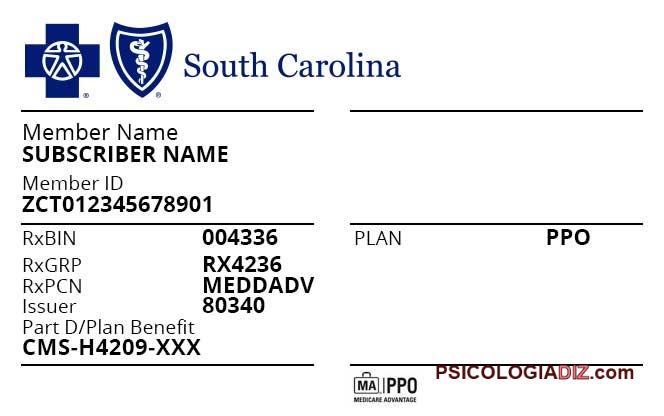 South Carolina
Member Name
SUBSCRIBER NAME
Member ID
ZCT012345678901
RxBIN 004336
RxGRP RX4236
RxPCN MEDDADV
Issuer 80340
Part D/Plan Benefit
CMS-H4209-XXX
PLAN PPO
MA PPO
MEDICARE ADVANTAGE
PSICOLOGIADIZ.com